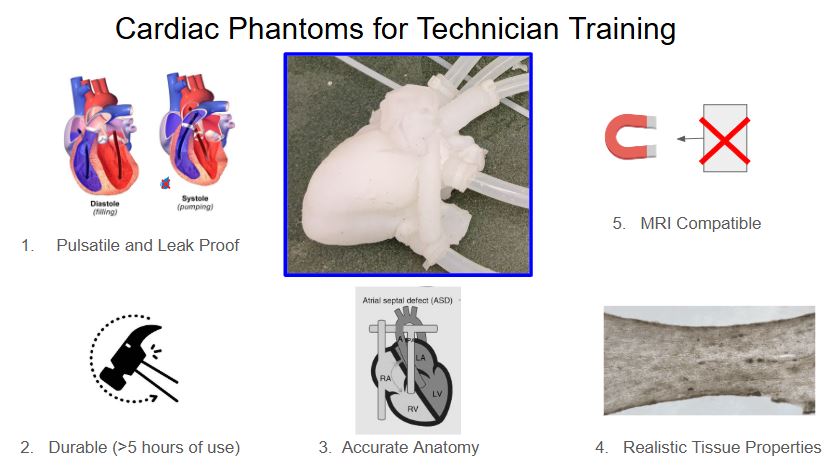 Cardiac Phantoms for Technician Training
Diastole
(filling)
Systole
(pumping)
1. Pulsatile and Leak Proof
5. MRI Compatible
Atrial septal defect (ASD)
A
PA
LA
RA
LV
RV
2. Durable (>5 hours of use)
3. Accurate Anatomy
4. Realistic Tissue Properties